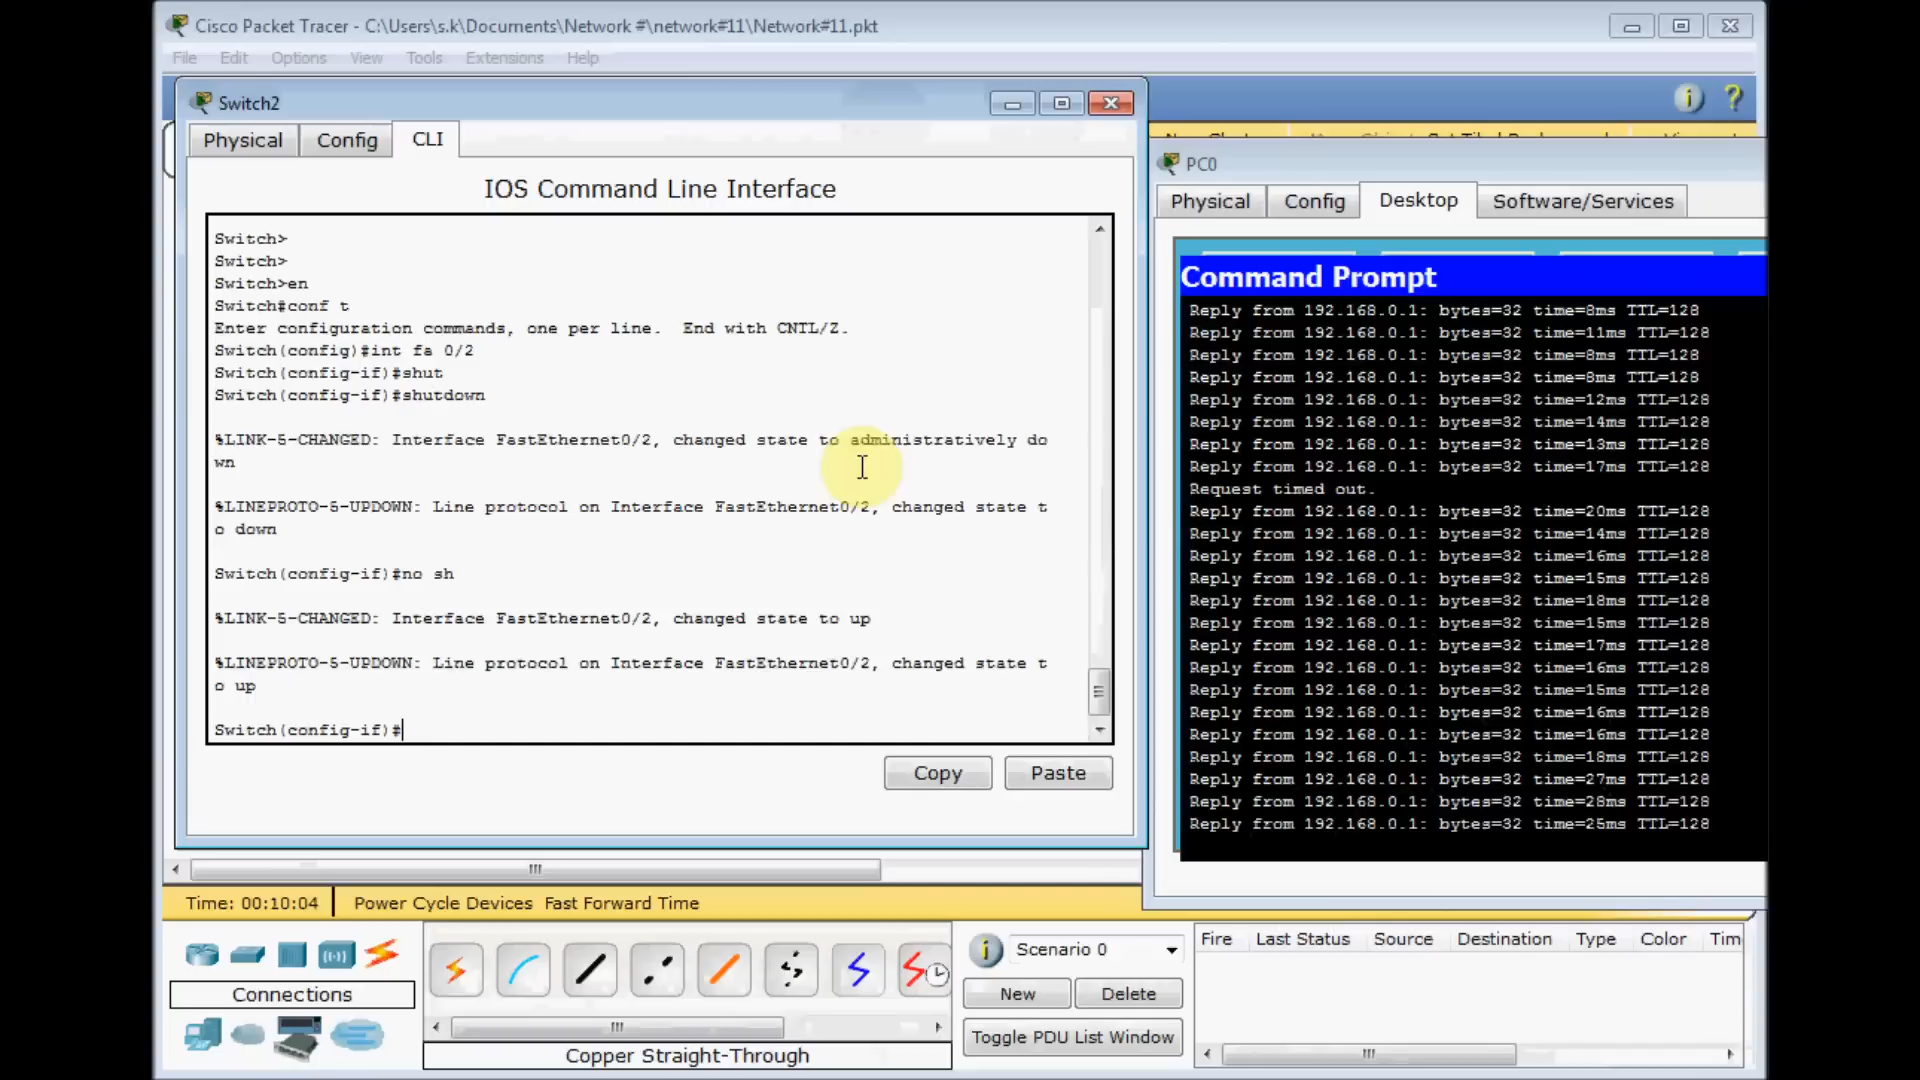 Cisco Packet Tracer - C:\Users\s.k\Documents\Network #\network#11\Network#11.pkt
File Edit Options View Tools Extensions Help
Switch2
Physical Config CLI
IOS Command Line Interface
Switch>
Switch>
Switch>en
Switch#conf t
Enter configuration commands, one per line.  End with CNTL/Z.
Switch(config)#int fa 0/2
Switch(config-if)#shut
Switch(config-if)#shutdown
%LINK-5-CHANGED: Interface FastEthernet0/2, changed state to administratively do
wn
%LINEPROTO-5-UPDOWN: Line protocol on Interface FastEthernet0/2, changed state t
o down
Switch(config-if)#no sh
%LINK-5-CHANGED: Interface FastEthernet0/2, changed state to up
%LINEPROTO-5-UPDOWN: Line protocol on Interface FastEthernet0/2, changed state t
o up
Switch(config-if)#
Copy Paste
PC0
Physical Config Desktop Software/Services
Command Prompt
Reply from 192.168.0.1: bytes=32 time=8ms TTL=128
Reply from 192.168.0.1: bytes=32 time=11ms TTL=128
Reply from 192.168.0.1: bytes=32 time=8ms TTL=128
Reply from 192.168.0.1: bytes=32 time=8ms TTL=128
Reply from 192.168.0.1: bytes=32 time=12ms TTL=128
Reply from 192.168.0.1: bytes=32 time=14ms TTL=128
Reply from 192.168.0.1: bytes=32 time=13ms TTL=128
Reply from 192.168.0.1: bytes=32 time=17ms TTL=128
Request timed out.
Reply from 192.168.0.1: bytes=32 time=20ms TTL=128
Reply from 192.168.0.1: bytes=32 time=14ms TTL=128
Reply from 192.168.0.1: bytes=32 time=16ms TTL=128
Reply from 192.168.0.1: bytes=32 time=15ms TTL=128
Reply from 192.168.0.1: bytes=32 time=18ms TTL=128
Reply from 192.168.0.1: bytes=32 time=15ms TTL=128
Reply from 192.168.0.1: bytes=32 time=17ms TTL=128
Reply from 192.168.0.1: bytes=32 time=16ms TTL=128
Reply from 192.168.0.1: bytes=32 time=15ms TTL=128
Reply from 192.168.0.1: bytes=32 time=16ms TTL=128
Reply from 192.168.0.1: bytes=32 time=16ms TTL=128
Reply from 192.168.0.1: bytes=32 time=18ms TTL=128
Reply from 192.168.0.1: bytes=32 time=27ms TTL=128
Reply from 192.168.0.1: bytes=32 time=28ms TTL=128
Reply from 192.168.0.1: bytes=32 time=25ms TTL=128
Time: 00:10:04 Power Cycle Devices Fast Forward Time
Connections
Copper Straight-Through
Scenario 0
New Delete
Toggle PDU List Window
Fire Last Status Source Destination Type Color Tim